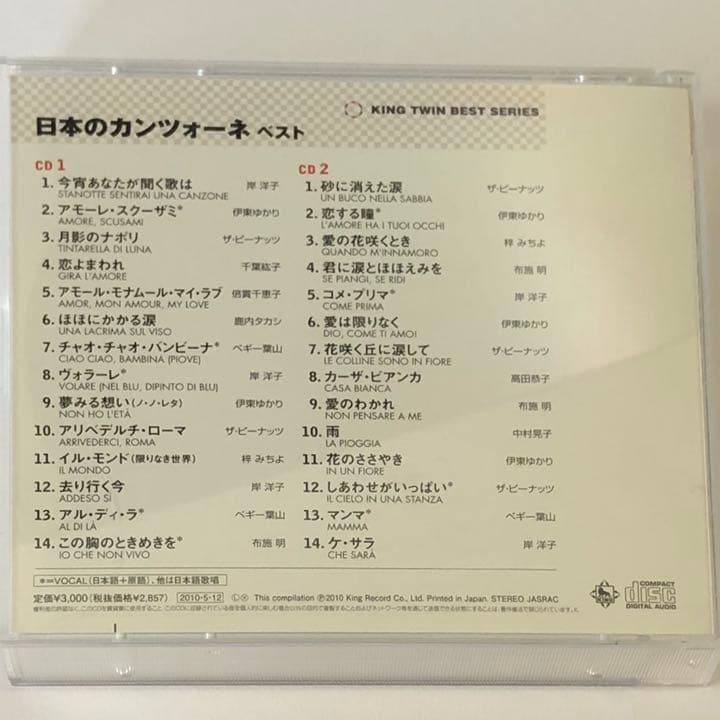 KING TWIN BEST SERIES
日本のカンツォーネ ベスト
CD 1
1. 今宵あなたが聞く歌は 岸 洋子
STANOTTE SENTIRAI UNA CANZONE
2. アモーレ・スクーザミ* 伊東ゆかり
AMORE, SCUSAMI
3. 月影のナポリ ザ・ピーナッツ
TINTARELLA DI LUNA
4. 恋よまわれ 千葉紘子
GIRA L'AMORE
5. アモール・モナムール・マイ・ラブ 倍賞千恵子
AMOR, MON AMOUR, MY LOVE
6. ほほにかかる涙 鹿内タカシ
UNA LACRIMA SUL VISO
7. チャオ・チャオ・バンビーナ* ペギー葉山
CIAO CIAO, BAMBINA (PIOVE)
8. ヴォラーレ* 岸 洋子
VOLARE (NEL BLU, DIPINTO DI BLU)
9. 夢みる想い(ノ・ノ・レタ) 伊東ゆかり
NON HO L'ETÀ
10. アリベデルチ・ローマ ザ・ピーナッツ
ARRIVEDERCI, ROMA
11. イル・モンド(限りなき世界) 梓 みちよ
IL MONDO
12. 去り行く今 岸 洋子
ADDESO SÌ
13. アル・ディ・ラ* ペギー葉山
AL DI LÀ
14. この胸のときめきを* 布施 明
IO CHE NON VIVO
CD 2
1. 砂に消えた涙 ザ・ピーナッツ
UN BUCO NELLA SABBIA
2. 恋する瞳* 伊東ゆかり
L'AMORE HA I TUOI OCCHI
3. 愛の花咲くとき 梓 みちよ
QUANDO M'INNAMORO
4. 君に涙とほほえみを 布施 明
SE PIANGI, SE RIDI
5. コメ・プリマ* 岸 洋子
COME PRIMA
6. 愛は限りなく 伊東ゆかり
DIO, COME TI AMO!
7. 花咲く丘に涙して ザ・ピーナッツ
LE COLLINE SONO IN FIORE
8. カーザ・ビアンカ 高田恭子
CASA BIANCA
9. 愛のわかれ 布施 明
NON PENSARE A ME
10. 雨 中村晃子
LA PIOGGIA
11. 花のささやき 伊東ゆかり
IN UN FIORE
12. しあわせがいっぱい* ザ・ピーナッツ
IL CIELO IN UNA STANZA
13. マンマ* ペギー葉山
MAMMA
14. ケ・サラ 岸 洋子
CHE SARÀ
*=VOCAL(日本語+原語)、他は日本語歌唱
定価¥3,000(税抜価格¥2,857) 2010-5-12 Ⓛ Ⓧ This compilation ℗2010 King Record Co., Ltd. Printed in Japan. STEREO JASRAC
KING
COMPACT disc DIGITAL AUDIO